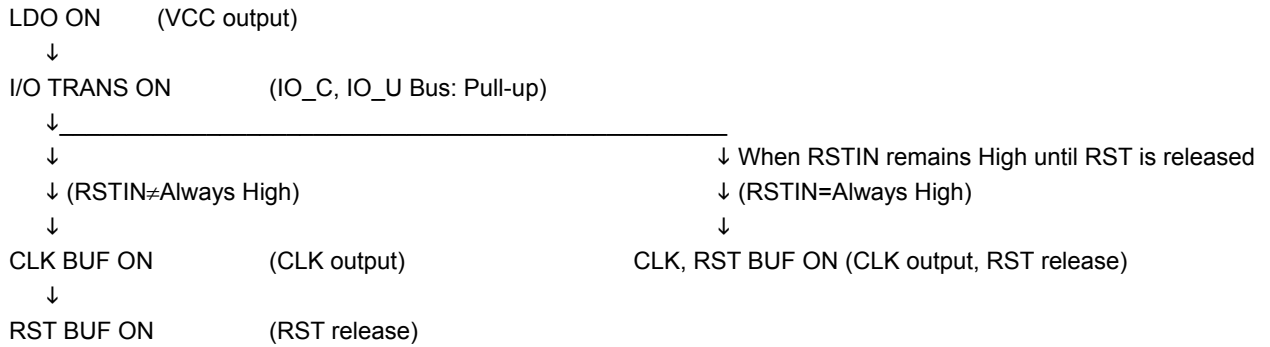 LDO ON (VCC output)
↓
I/O TRANS ON (IO_C, IO_U Bus: Pull-up)
↓
↓ ↓ When RSTIN remains High until RST is released
↓ (RSTIN≠Always High) ↓ (RSTIN=Always High)
↓ ↓
CLK BUF ON (CLK output) CLK, RST BUF ON (CLK output, RST release)
↓
RST BUF ON (RST release)